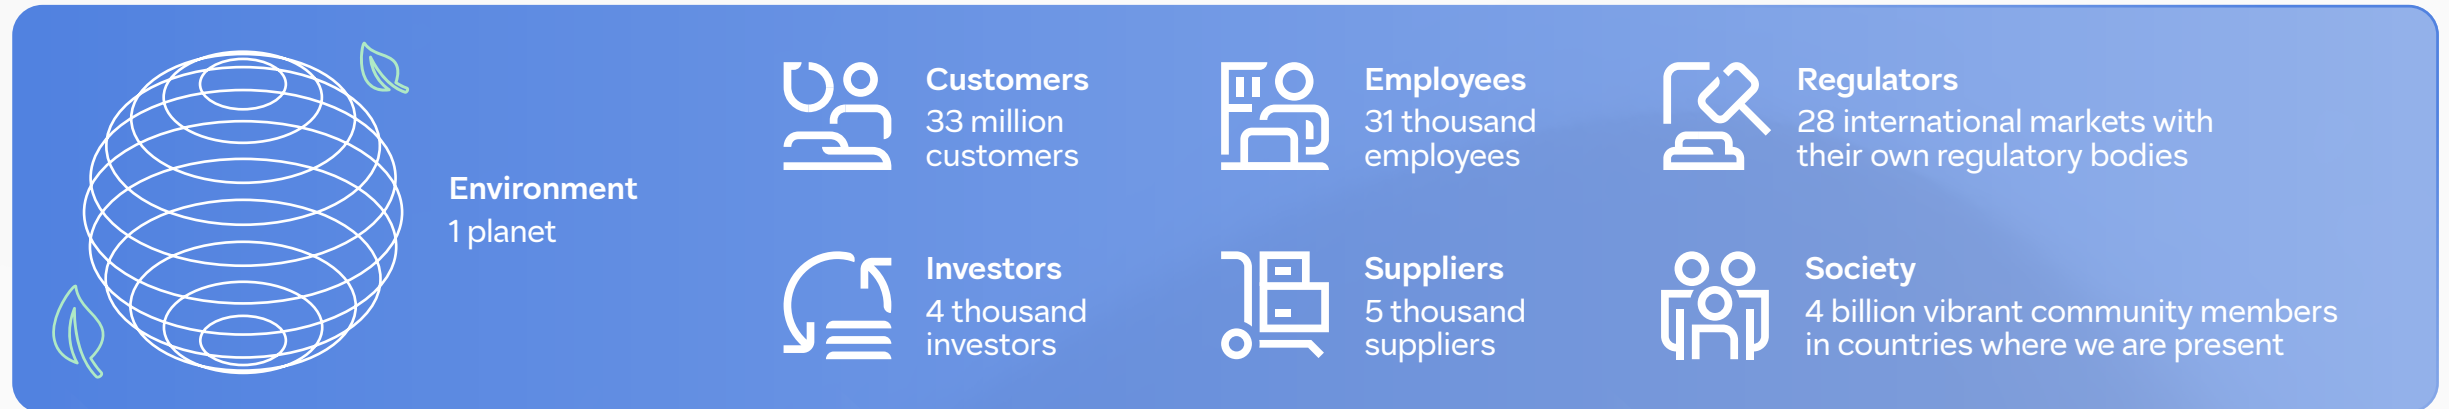 Environment
1 planet
Customers
33 million
customers
Employees
31 thousand
employees
Regulators
28 international markets with
their own regulatory bodies
Investors
4 thousand
investors
Suppliers
5 thousand
suppliers
Society
4 billion vibrant community members
in countries where we are present